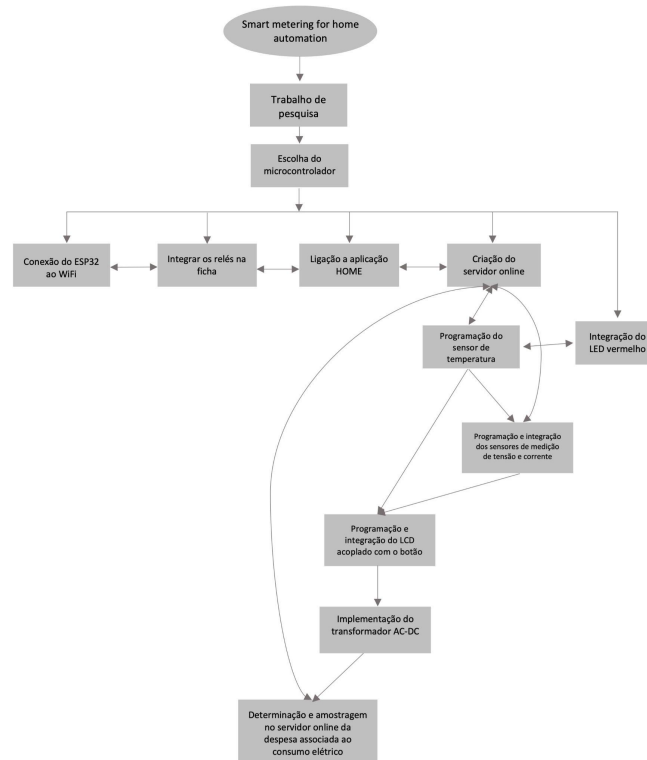 Smart metering for home
automation
Trabalho de
pesquisa
Escolha do
microcontrolador
Conexão do ESP32
ao WiFi
Integrar os relés na
ficha
Ligação a aplicação
HOME
Criação do
servidor online
Programação do
sensor de
temperatura
Integração do
LED vermelho
Programação e integração
dos sensores de medição
de tensão e corrente
Programação e
integração do LCD
acoplado com o botão
Implementação do
transformador AC-DC
Determinação e amostragem
no servidor online da
despesa associada ao
consumo elétrico